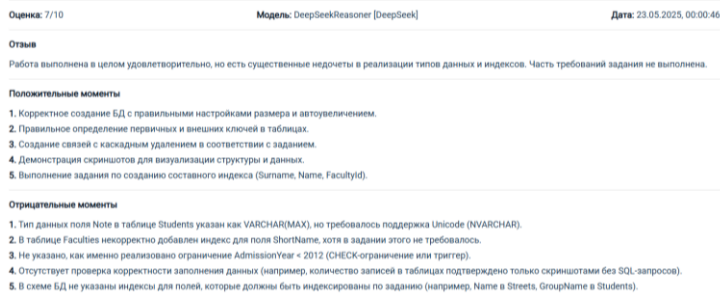 Оценка: 7/10 Модель: DeepSeekReasoner [DeepSeek] Дата: 23.05.2025, 00:00:46
Отзыв
Работа выполнена в целом удовлетворительно, но есть существенные недочеты в реализации типов данных и индексов. Часть требований задания не выполнена.
Положительные моменты
1. Корректное создание БД с правильными настройками размера и автоувеличением.
2. Правильное определение первичных и внешних ключей в таблицах.
3. Создание связей с каскадным удалением в соответствии с заданием.
4. Демонстрация скриншотов для визуализации структуры и данных.
5. Выполнение задания по созданию составного индекса (Surname, Name, FacultyId).
Отрицательные моменты
1. Тип данных поля Note в таблице Students указан как VARCHAR(MAX), но требовалось поддержка Unicode (NVARCHAR).
2. В таблице Faculties некорректно добавлен индекс для поля ShortName, хотя в задании этого не требовалось.
3. Не указано, как именно реализовано ограничение AdmissionYear < 2012 (CHECK-ограничение или триггер).
4. Отсутствует проверка корректности заполнения данных (например, количество записей в таблицах подтверждено только скриншотами без SQL-запросов).
5. В схеме БД не указаны индексы для полей, которые должны быть индексированы по заданию (например, Name в Streets, GroupName в Students).